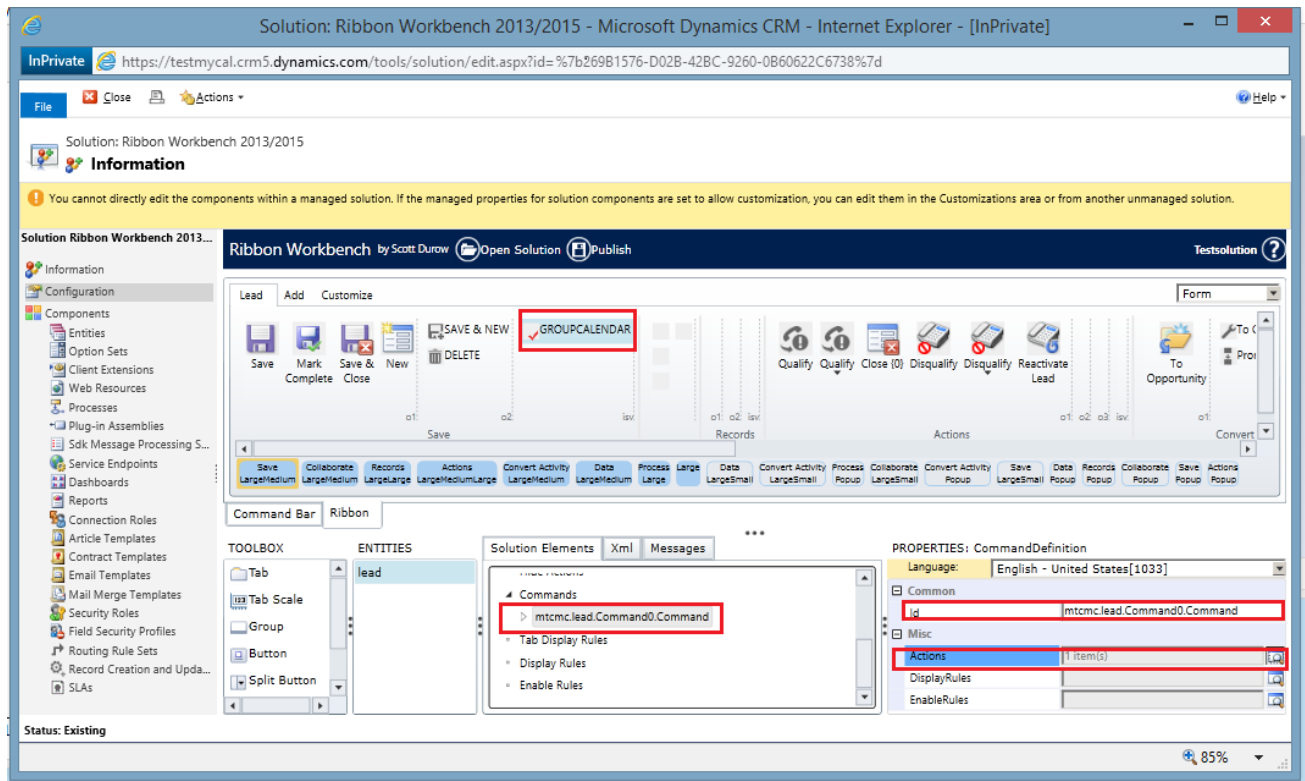 Solution: Ribbon Workbench 2013/2015 - Microsoft Dynamics CRM - Internet Explorer - [InPrivate]
InPrivate https://testmycal.crm5.dynamics.com/tools/solution/edit.aspx?id=%7b269B1576-D02B-42BC-9260-0B60622C6738%7d
File Close Actions Help
Solution: Ribbon Workbench 2013/2015
Information
You cannot directly edit the components within a managed solution. If the managed properties for solution components are set to allow customization, you can edit them in the Customizations area or from another unmanaged solution.
Solution Ribbon Workbench 2013...
Information
Configuration
Components
Entities
Option Sets
Client Extensions
Web Resources
Processes
Plug-in Assemblies
Sdk Message Processing S...
Service Endpoints
Dashboards
Reports
Connection Roles
Article Templates
Contract Templates
Email Templates
Mail Merge Templates
Security Roles
Field Security Profiles
Routing Rule Sets
Record Creation and Upda...
SLAs
Ribbon Workbench by Scott Durow Open Solution Publish Testsolution ?
Lead Add Customize Form
Save
Mark Complete
Save & Close
New
SAVE & NEW
DELETE
GROUPCALENDAR
Qualify Qualify Close {0} Disqualify Disqualify Reactivate Lead
To Opportunity
o1: o2: isv: o1: o2: isv: o1: o2: o3: isv: o1:
Save Records Actions Convert
Save LargeMedium
Collaborate LargeMedium
Records LargeLarge
Actions LargeMediumLarge
Convert Activity LargeMedium
Data LargeMedium
Process Large
Large
Data LargeSmall
Convert Activity LargeSmall
Process Popup
Collaborate LargeSmall
Convert Activity Popup
Save LargeSmall
Data Popup
Records Popup
Collaborate Popup
Save Popup
Actions Popup
Command Bar Ribbon
TOOLBOX
Tab
Tab Scale
Group
Button
Split Button
ENTITIES
lead
Solution Elements Xml Messages
Hide Actions
Commands
mtcmc.lead.Command0.Command
Tab Display Rules
Display Rules
Enable Rules
PROPERTIES: CommandDefinition
Language: English - United States[1033]
Common
Id mtcmc.lead.Command0.Command
Misc
Actions 1 item(s)
DisplayRules
EnableRules
Status: Existing
85%